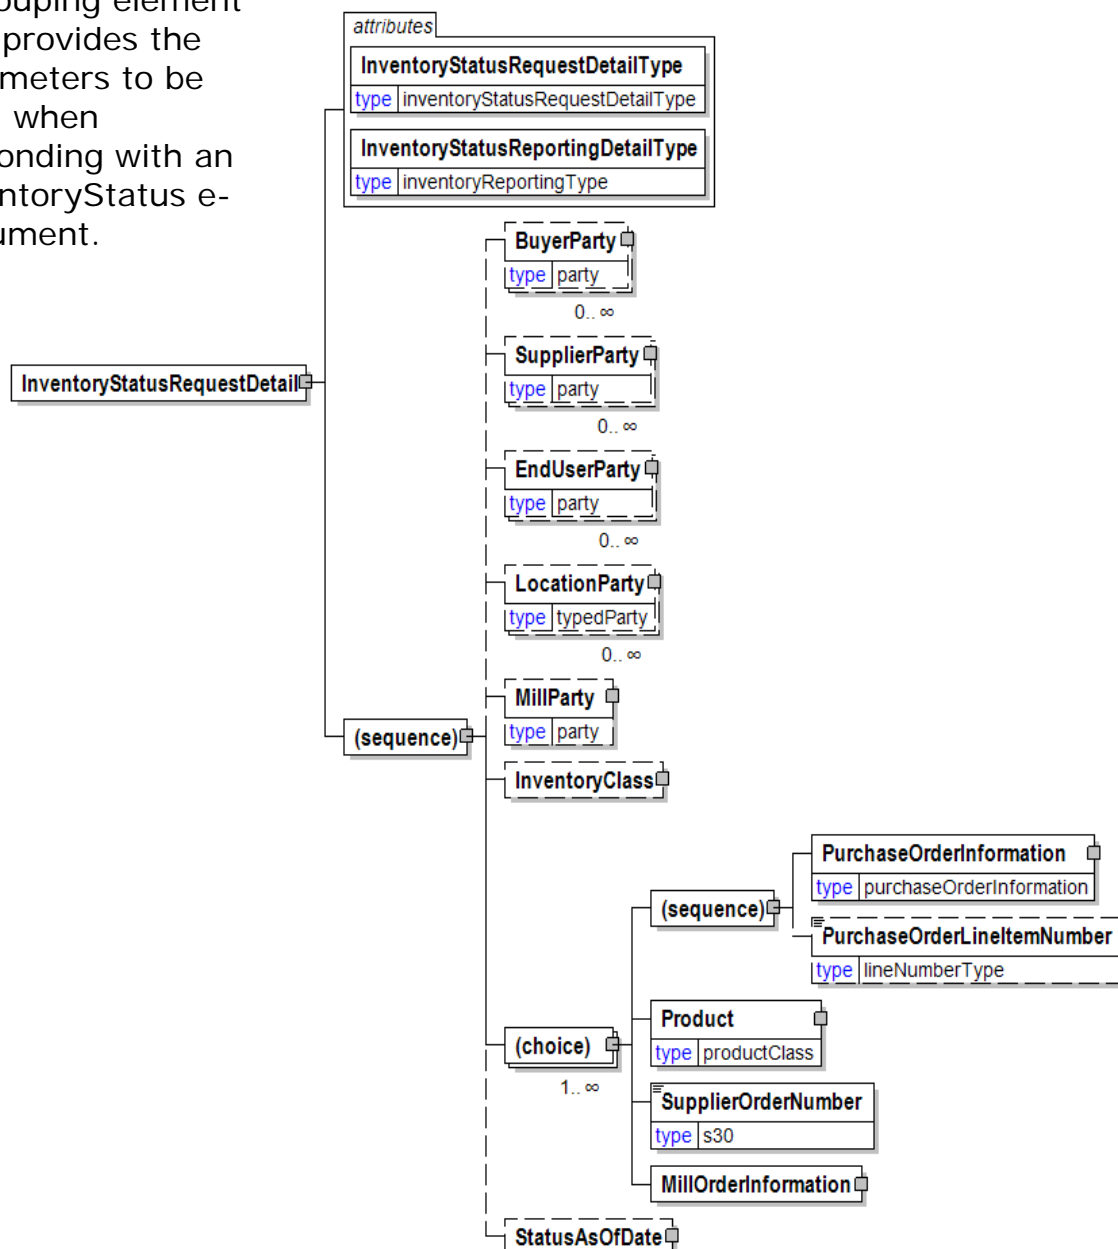 ouping element
provides the
meters to be
when
onding with an
ntoryStatus e-
ument.
attributes
InventoryStatusRequestDetailType
type inventoryStatusRequestDetailType
InventoryStatusReportingDetailType
type inventoryReportingType
BuyerParty
type party
0.. ∞
SupplierParty
type party
0.. ∞
EndUserParty
type party
0.. ∞
LocationParty
type typedParty
0.. ∞
MillParty
type party
InventoryStatusRequestDetail
(sequence)
InventoryClass
(choice)
1.. ∞
(sequence)
PurchaseOrderInformation
type purchaseOrderInformation
PurchaseOrderLineItemNumber
type lineNumberType
Product
type productClass
SupplierOrderNumber
type s30
MillOrderInformation
StatusAsOfDate